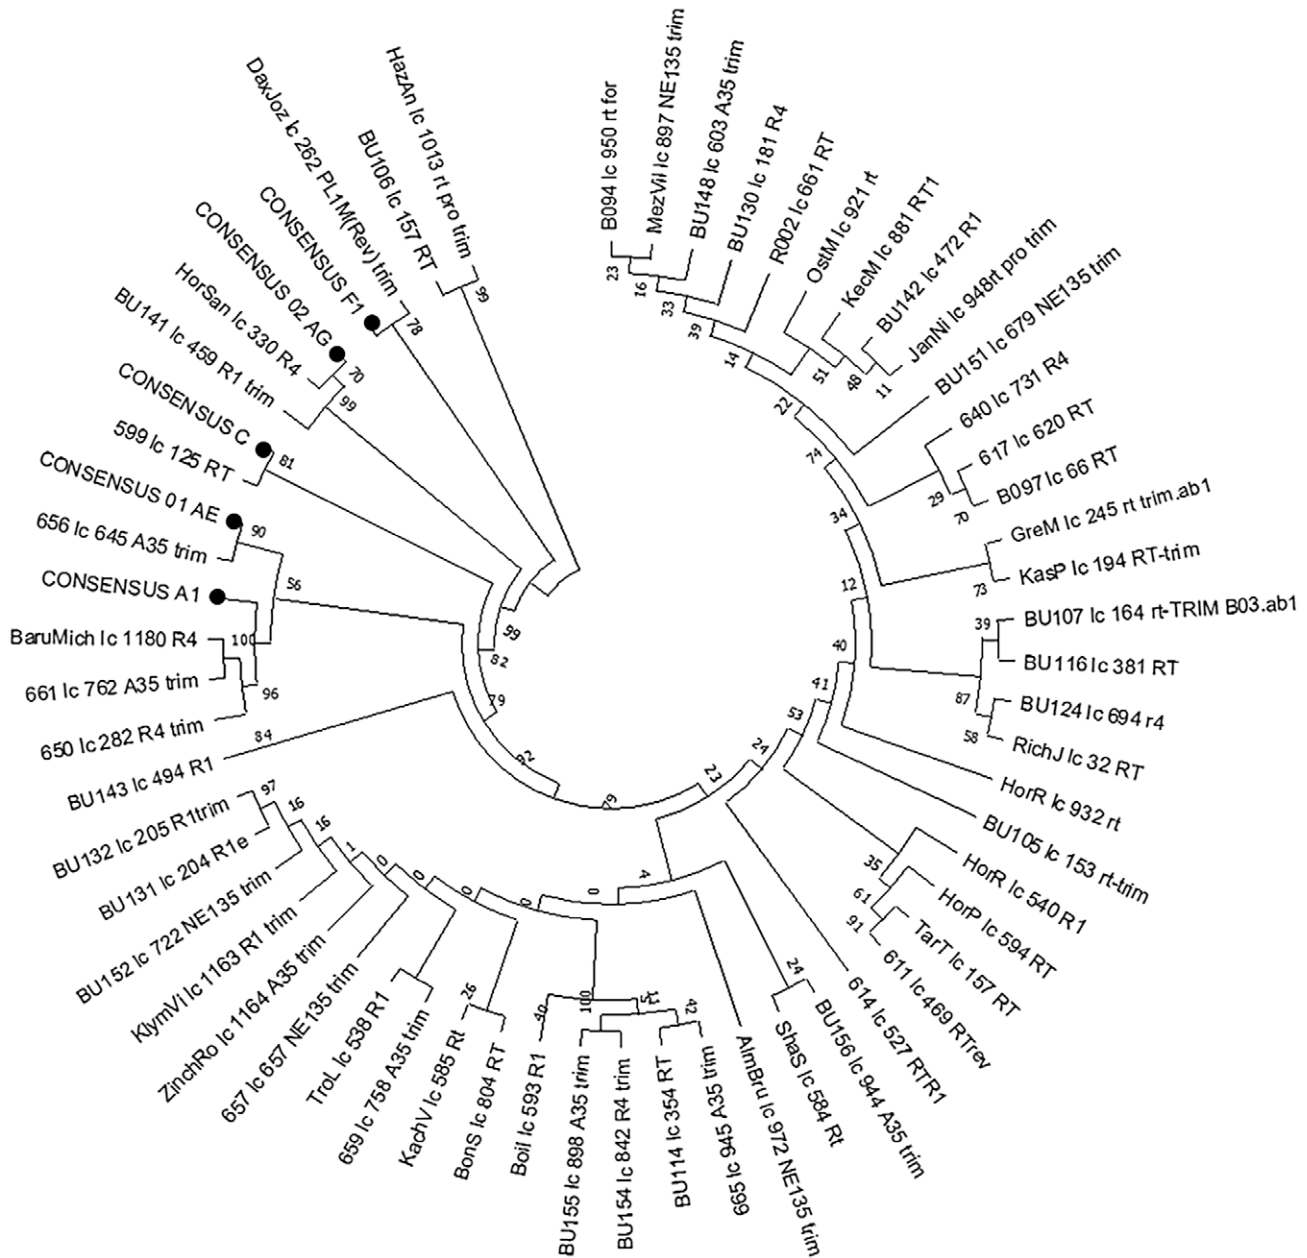 B094 lc 950 rt for
MezVil lc 897 NE135 trim
BU148 lc 603 A35 trim
BU130 lc 181 R4
R002 lc 661 RT
OstM lc 921 rt
KecM lc 881 RT1
BU142 lc 472 R1
JanNi lc 948rt pro trim
BU151 lc 679 NE135 trim
640 lc 731 R4
617 lc 620 RT
B097 lc 66 RT
GreM lc 245 rt trim.ab1
KasP lc 194 RT-trim
BU107 lc 164 rt-TRIM B03.ab1
BU116 lc 381 RT
BU124 lc 694 r4
RichJ lc 32 RT
HorR lc 932 rt
BU105 lc 153 rt-trim
HorR lc 540 R1
HorP lc 594 RT
TarT lc 157 RT
611 lc 469 RTrev
614 lc 527 RTR1
BU156 lc 944 A35 trim
ShaS lc 584 Rt
AlmBru lc 972 NE135 trim
665 lc 945 A35 trim
BU114 lc 354 RT
BU154 lc 842 R4 trim
BU155 lc 898 A35 trim
Boil lc 593 R1
BonS lc 804 RT
KachV lc 585 Rt
659 lc 758 A35 trim
TroL lc 538 R1
657 lc 657 NE135 trim
ZinchRo lc 1164 A35 trim
KlymVi lc 1163 R1 trim
BU152 lc 722 NE135 trim
BU131 lc 204 R1e
BU132 lc 205 R1trim
BU143 lc 494 R1
650 lc 282 R4 trim
661 lc 762 A35 trim
BaruMich lc 1180 R4
CONSENSUS A1
656 lc 645 A35 trim
CONSENSUS 01 AE
599 lc 125 RT
CONSENSUS C
BU141 lc 459 R1 trim
HorSan lc 330 R4
CONSENSUS 02 AG
CONSENSUS F1
DaxJoz lc 262 PL1M(Rev) trim
BU106 lc 157 RT
HazAn lc 1013 rt pro trim
23
16
33
39
14
51
48
11
22
74
29
70
34
73
12
39
87
58
40
41
53
35
61
91
24
23
79
92
79
82
99
4
24
0
0
0
0
0
1
16
16
97
26
49
100
42
84
96
100
56
90
81
99
70
78
99